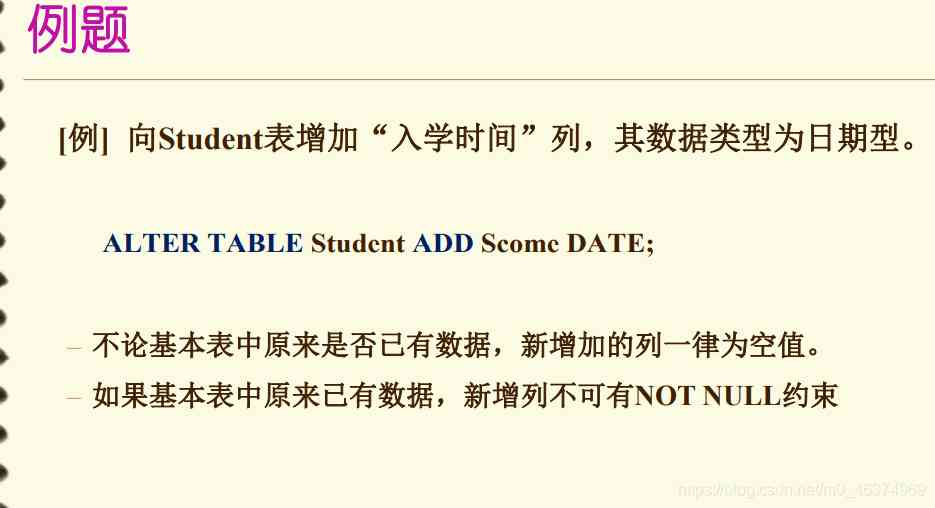 例题
[例] 向Student表增加“入学时间”列，其数据类型为日期型。
ALTER TABLE Student ADD Scome DATE;
– 不论基本表中原来是否已有数据，新增加的列一律为空值。
– 如果基本表中原来已有数据，新增列不可有NOT NULL约束
https://blog.csdn.net/m0_46374969